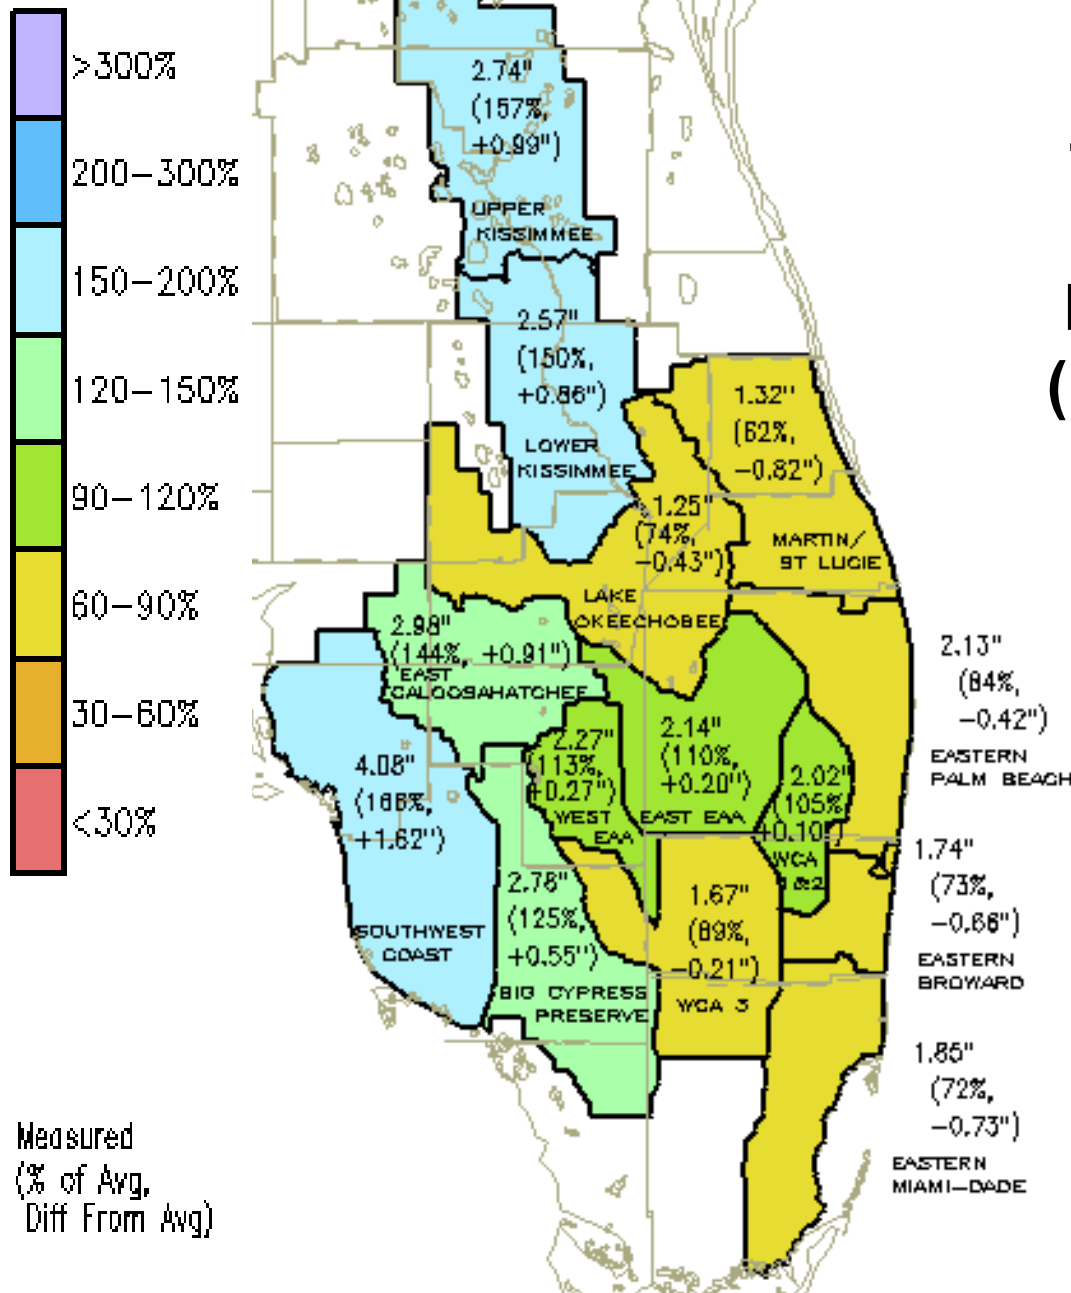 >300%
200-300%
150-200%
120-150%
90-120%
60-90%
30-60%
<30%
Measured
(% of Avg,
Diff From Avg)
2.74"
(157%,
+0.99")
UPPER
KISSIMMEE
2.57"
(150%,
+0.86")
LOWER
KISSIMMEE
1.32"
(62%,
-0.82")
MARTIN/
ST LUCIE
1.25"
(74%,
-0.43")
LAKE
OKEECHOBEE
2.98"
(144%, +0.91")
EAST
CALOOSAHATCHEE
2.13"
(84%,
-0.42")
EASTERN
PALM BEACH
4.08"
(166%,
+1.62")
SOUTHWEST
COAST
2.27"
(113%,
+0.27")
WEST
EAA
2.14"
(110%,
+0.20")
EAST EAA
2.02"
(105%
+0.10")
WCA
1&2
1.74"
(73%,
-0.66")
EASTERN
BROWARD
2.78"
(125%,
+0.55")
BIG CYPRESS
PRESERVE
1.67"
(89%,
-0.21")
WCA 3
1.85"
(72%,
-0.73")
EASTERN
MIAMI-DADE